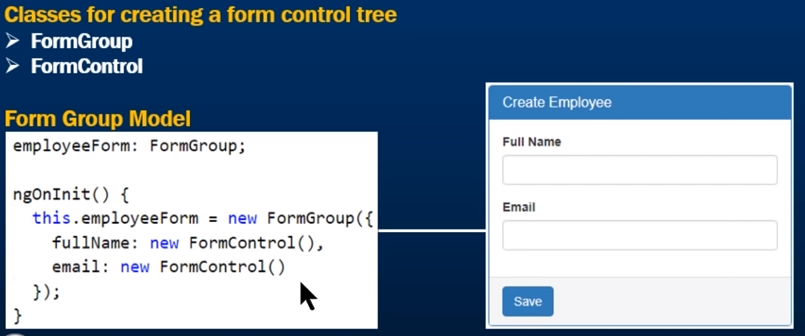 Classes for creating a form control tree
➢ FormGroup
➢ FormControl
Form Group Model
employeeForm: FormGroup;
ngOnInit() {
this.employeeForm = new FormGroup({
fullName: new FormControl(),
email: new FormControl()
});
}
Create Employee
Full Name
Email
Save